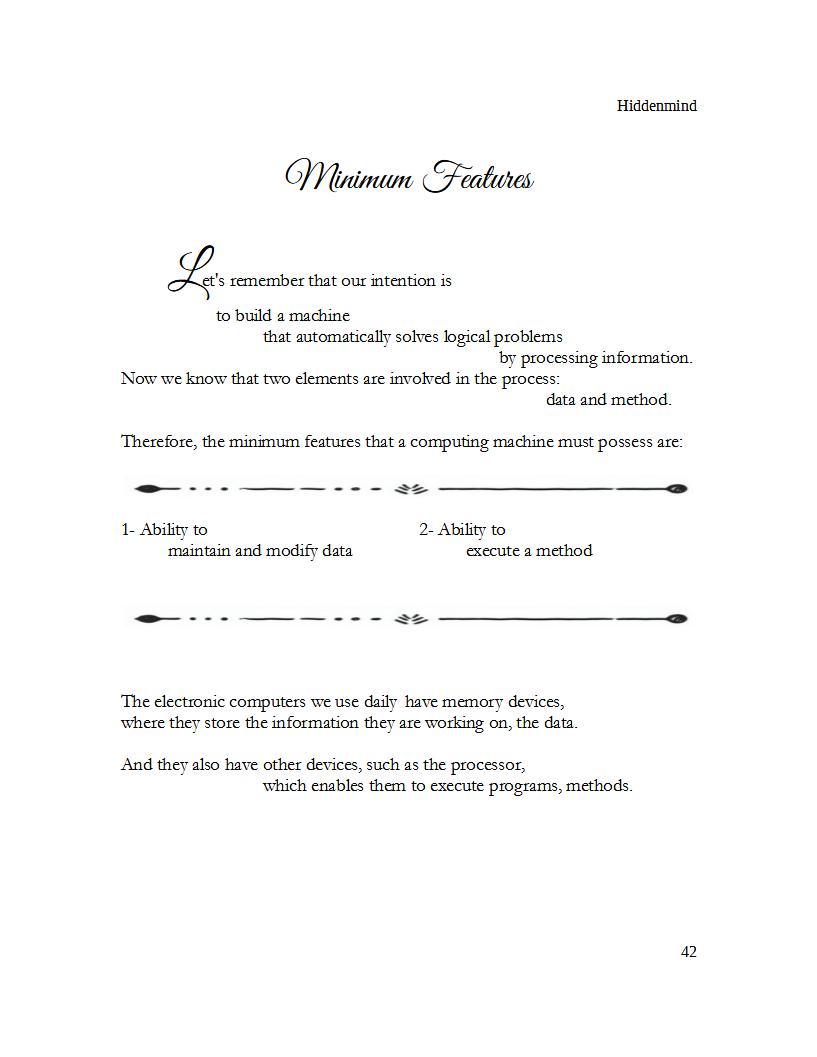 Hiddenmind
Minimum Features
Let's remember that our intention is
to build a machine
that automatically solves logical problems
by processing information.
Now we know that two elements are involved in the process:
data and method.
Therefore, the minimum features that a computing machine must possess are:
1- Ability to
maintain and modify data
2- Ability to
execute a method
The electronic computers we use daily have memory devices,
where they store the information they are working on, the data.
And they also have other devices, such as the processor,
which enables them to execute programs, methods.
42